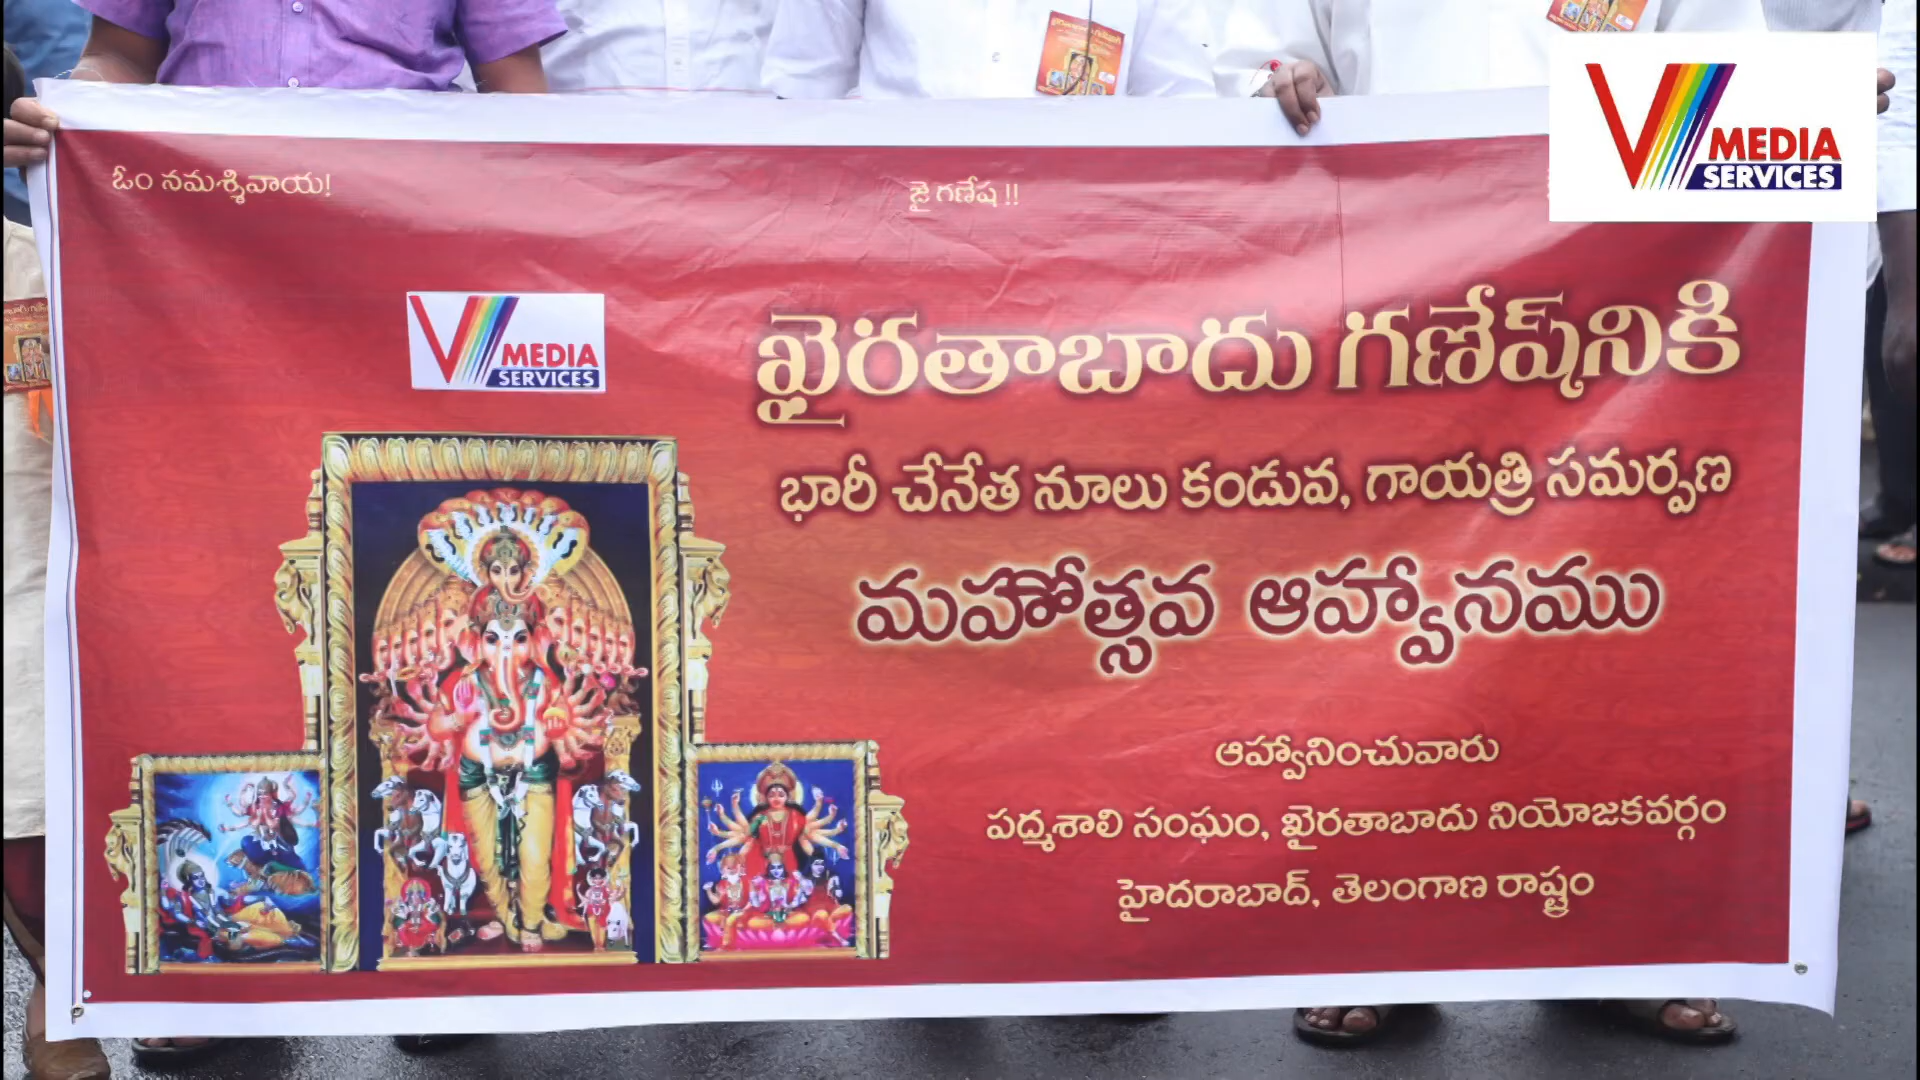 ఓం నమశ్శివాయ!
జై గణేష !!
V MEDIA
SERVICES
V MEDIA
SERVICES
ఖైరతాబాదు గణేష్‌నికి
భారీ చేనేత నూలు కండువ, గాయత్రి సమర్పణ
మహోత్సవ ఆహ్వానము
ఆహ్వానించువారు
పద్మశాలి సంఘం, ఖైరతాబాదు నియోజకవర్గం
హైదరాబాద్, తెలంగాణ రాష్ట్రం